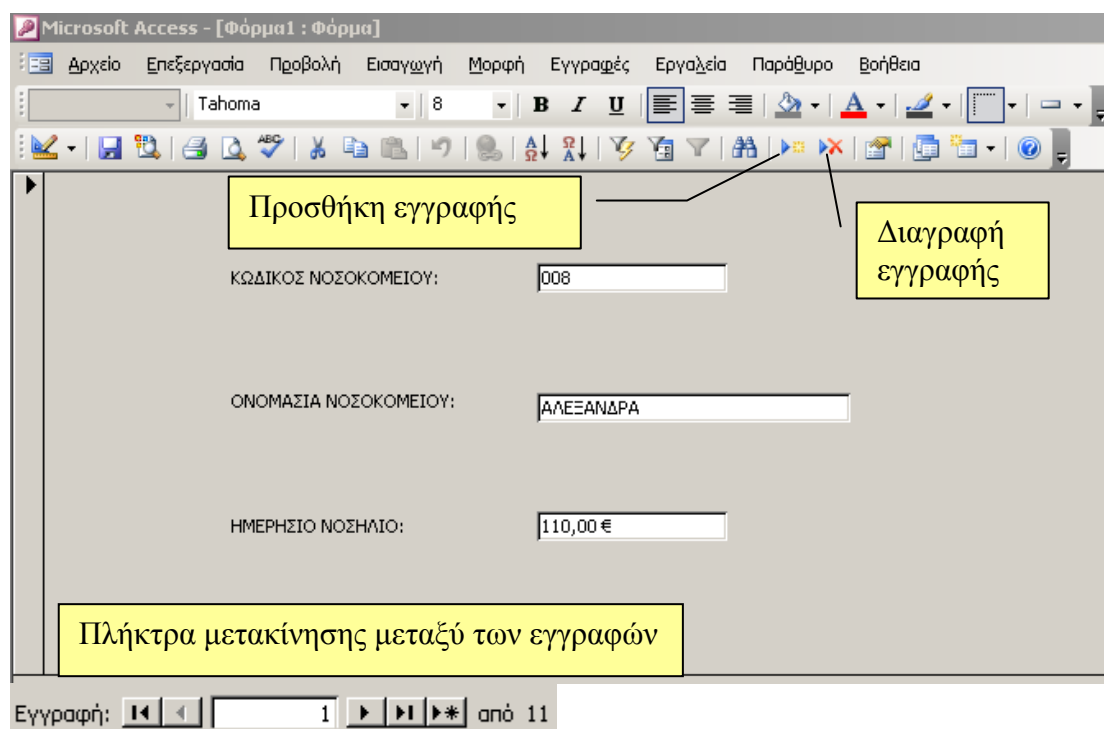 Microsoft Access - [Φόρμα1 : Φόρμα]
Αρχείο Επεξεργασία Προβολή Εισαγωγή Μορφή Εγγραφές Εργαλεία Παράθυρο Βοήθεια
Tahoma 8 B I U A
ABC
Προσθήκη εγγραφής
Διαγραφή
εγγραφής
ΚΩΔΙΚΟΣ ΝΟΣΟΚΟΜΕΙΟΥ: 008
ΟΝΟΜΑΣΙΑ ΝΟΣΟΚΟΜΕΙΟΥ: ΑΛΕΞΑΝΔΡΑ
ΗΜΕΡΗΣΙΟ ΝΟΣΗΛΙΟ: 110,00 €
Πλήκτρα μετακίνησης μεταξύ των εγγραφών
Εγγραφή: 1 από 11